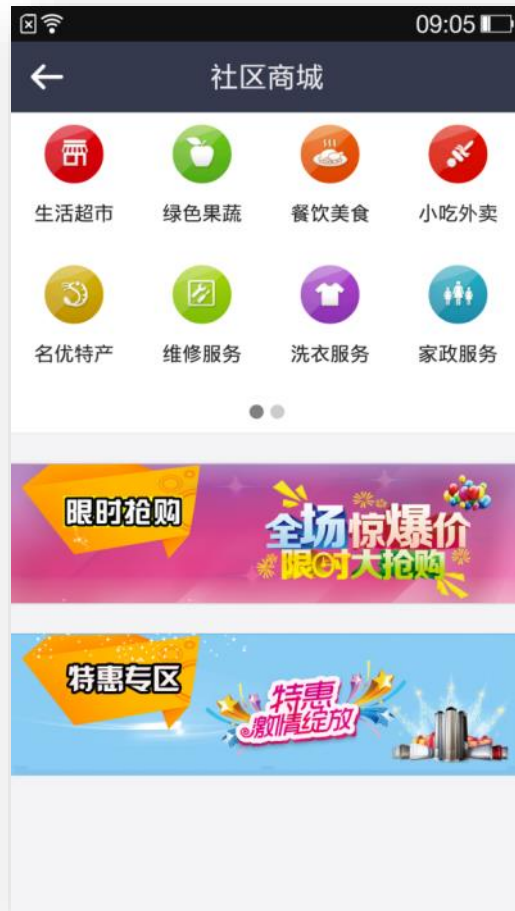 09:05
社区商城
生活超市 绿色果蔬 餐饮美食 小吃外卖
名优特产 维修服务 洗衣服务 家政服务
限时抢购
全场惊爆价
限时大抢购
特惠专区
特惠
激情绽放